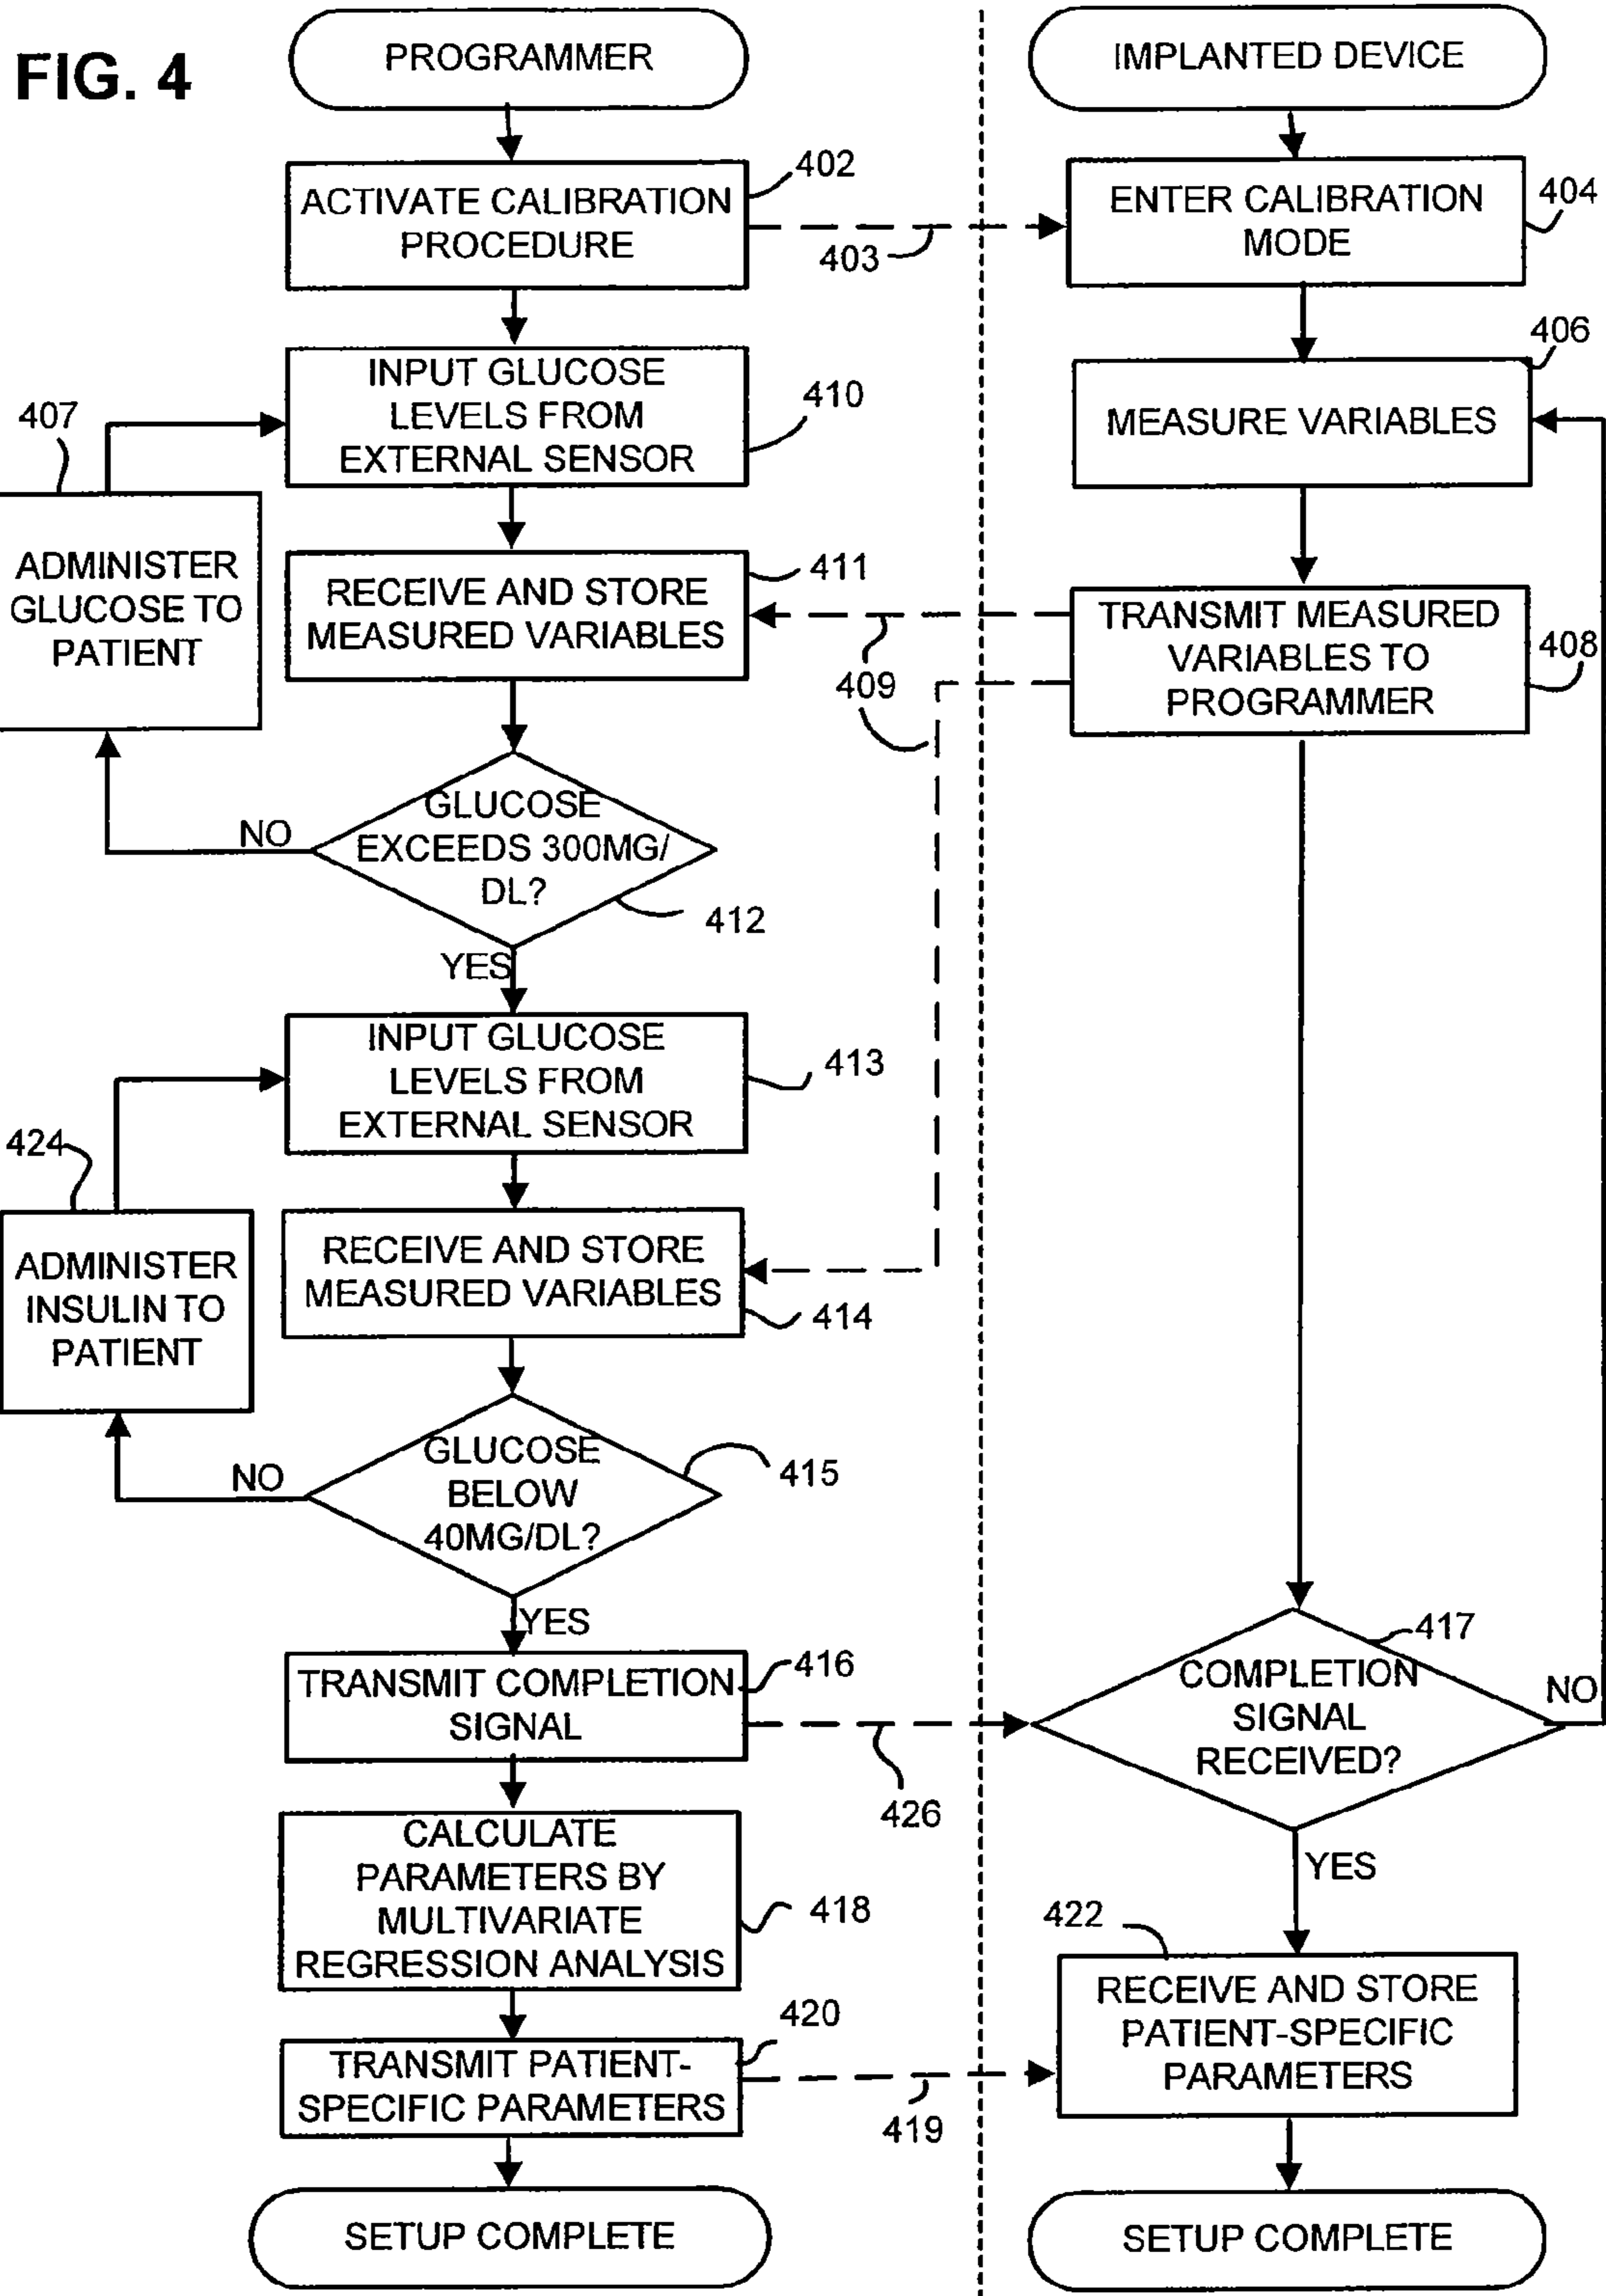 FIG. 4
PROGRAMMER
IMPLANTED DEVICE
ACTIVATE CALIBRATION
PROCEDURE
402
403
ENTER CALIBRATION
MODE
404
INPUT GLUCOSE
LEVELS FROM
EXTERNAL SENSOR
410
406
MEASURE VARIABLES
407
ADMINISTER
GLUCOSE TO
PATIENT
RECEIVE AND STORE
MEASURED VARIABLES
411
409
TRANSMIT MEASURED
VARIABLES TO
PROGRAMMER
408
GLUCOSE
EXCEEDS 300MG/
DL?
NO
412
YES
INPUT GLUCOSE
LEVELS FROM
EXTERNAL SENSOR
413
424
ADMINISTER
INSULIN TO
PATIENT
RECEIVE AND STORE
MEASURED VARIABLES
414
GLUCOSE
BELOW
40MG/DL?
NO
415
YES
TRANSMIT COMPLETION
SIGNAL
416
426
417
COMPLETION
SIGNAL
RECEIVED?
NO
YES
CALCULATE
PARAMETERS BY
MULTIVARIATE
REGRESSION ANALYSIS
418
422
RECEIVE AND STORE
PATIENT-SPECIFIC
PARAMETERS
420
TRANSMIT PATIENT-
SPECIFIC PARAMETERS
419
SETUP COMPLETE
SETUP COMPLETE